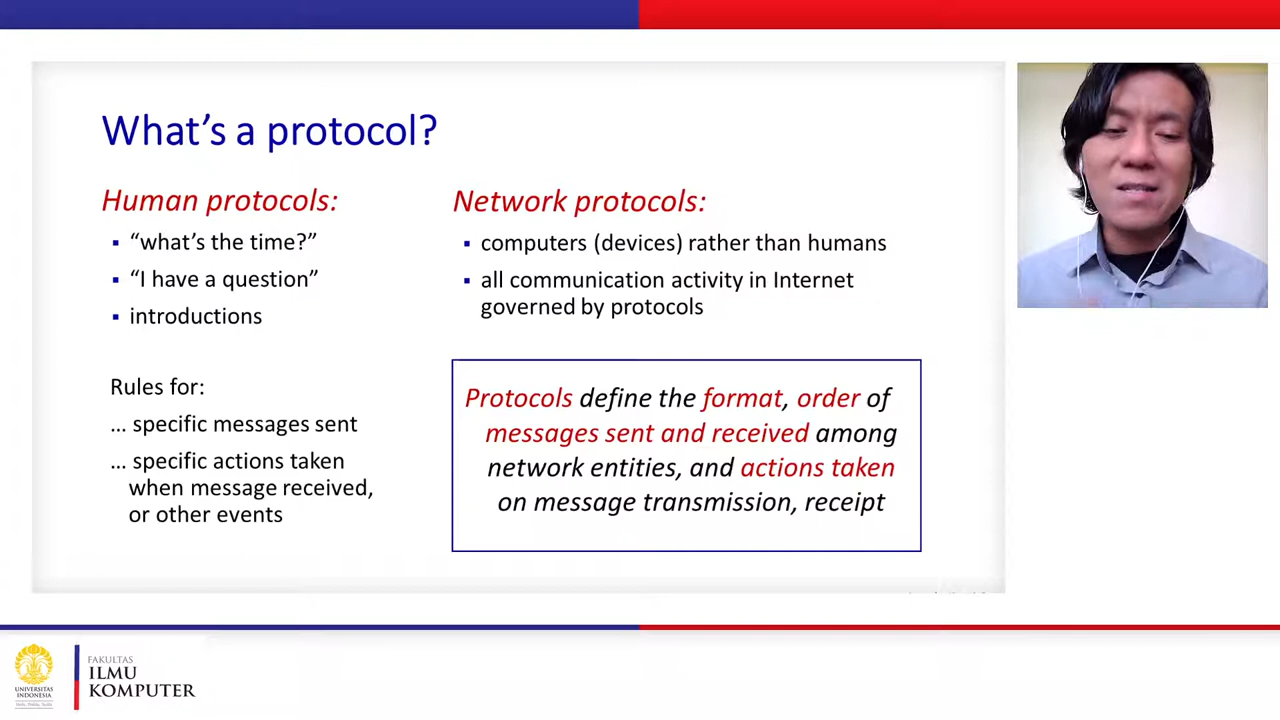 What's a protocol?
Human protocols:
▪ “what's the time?”
▪ “I have a question”
▪ introductions
Rules for:
… specific messages sent
… specific actions taken
when message received,
or other events
Network protocols:
▪ computers (devices) rather than humans
▪ all communication activity in Internet
governed by protocols
Protocols define the format, order of
messages sent and received among
network entities, and actions taken
on message transmission, receipt
UNIVERSITAS
INDONESIA
FAKULTAS
ILMU
KOMPUTER